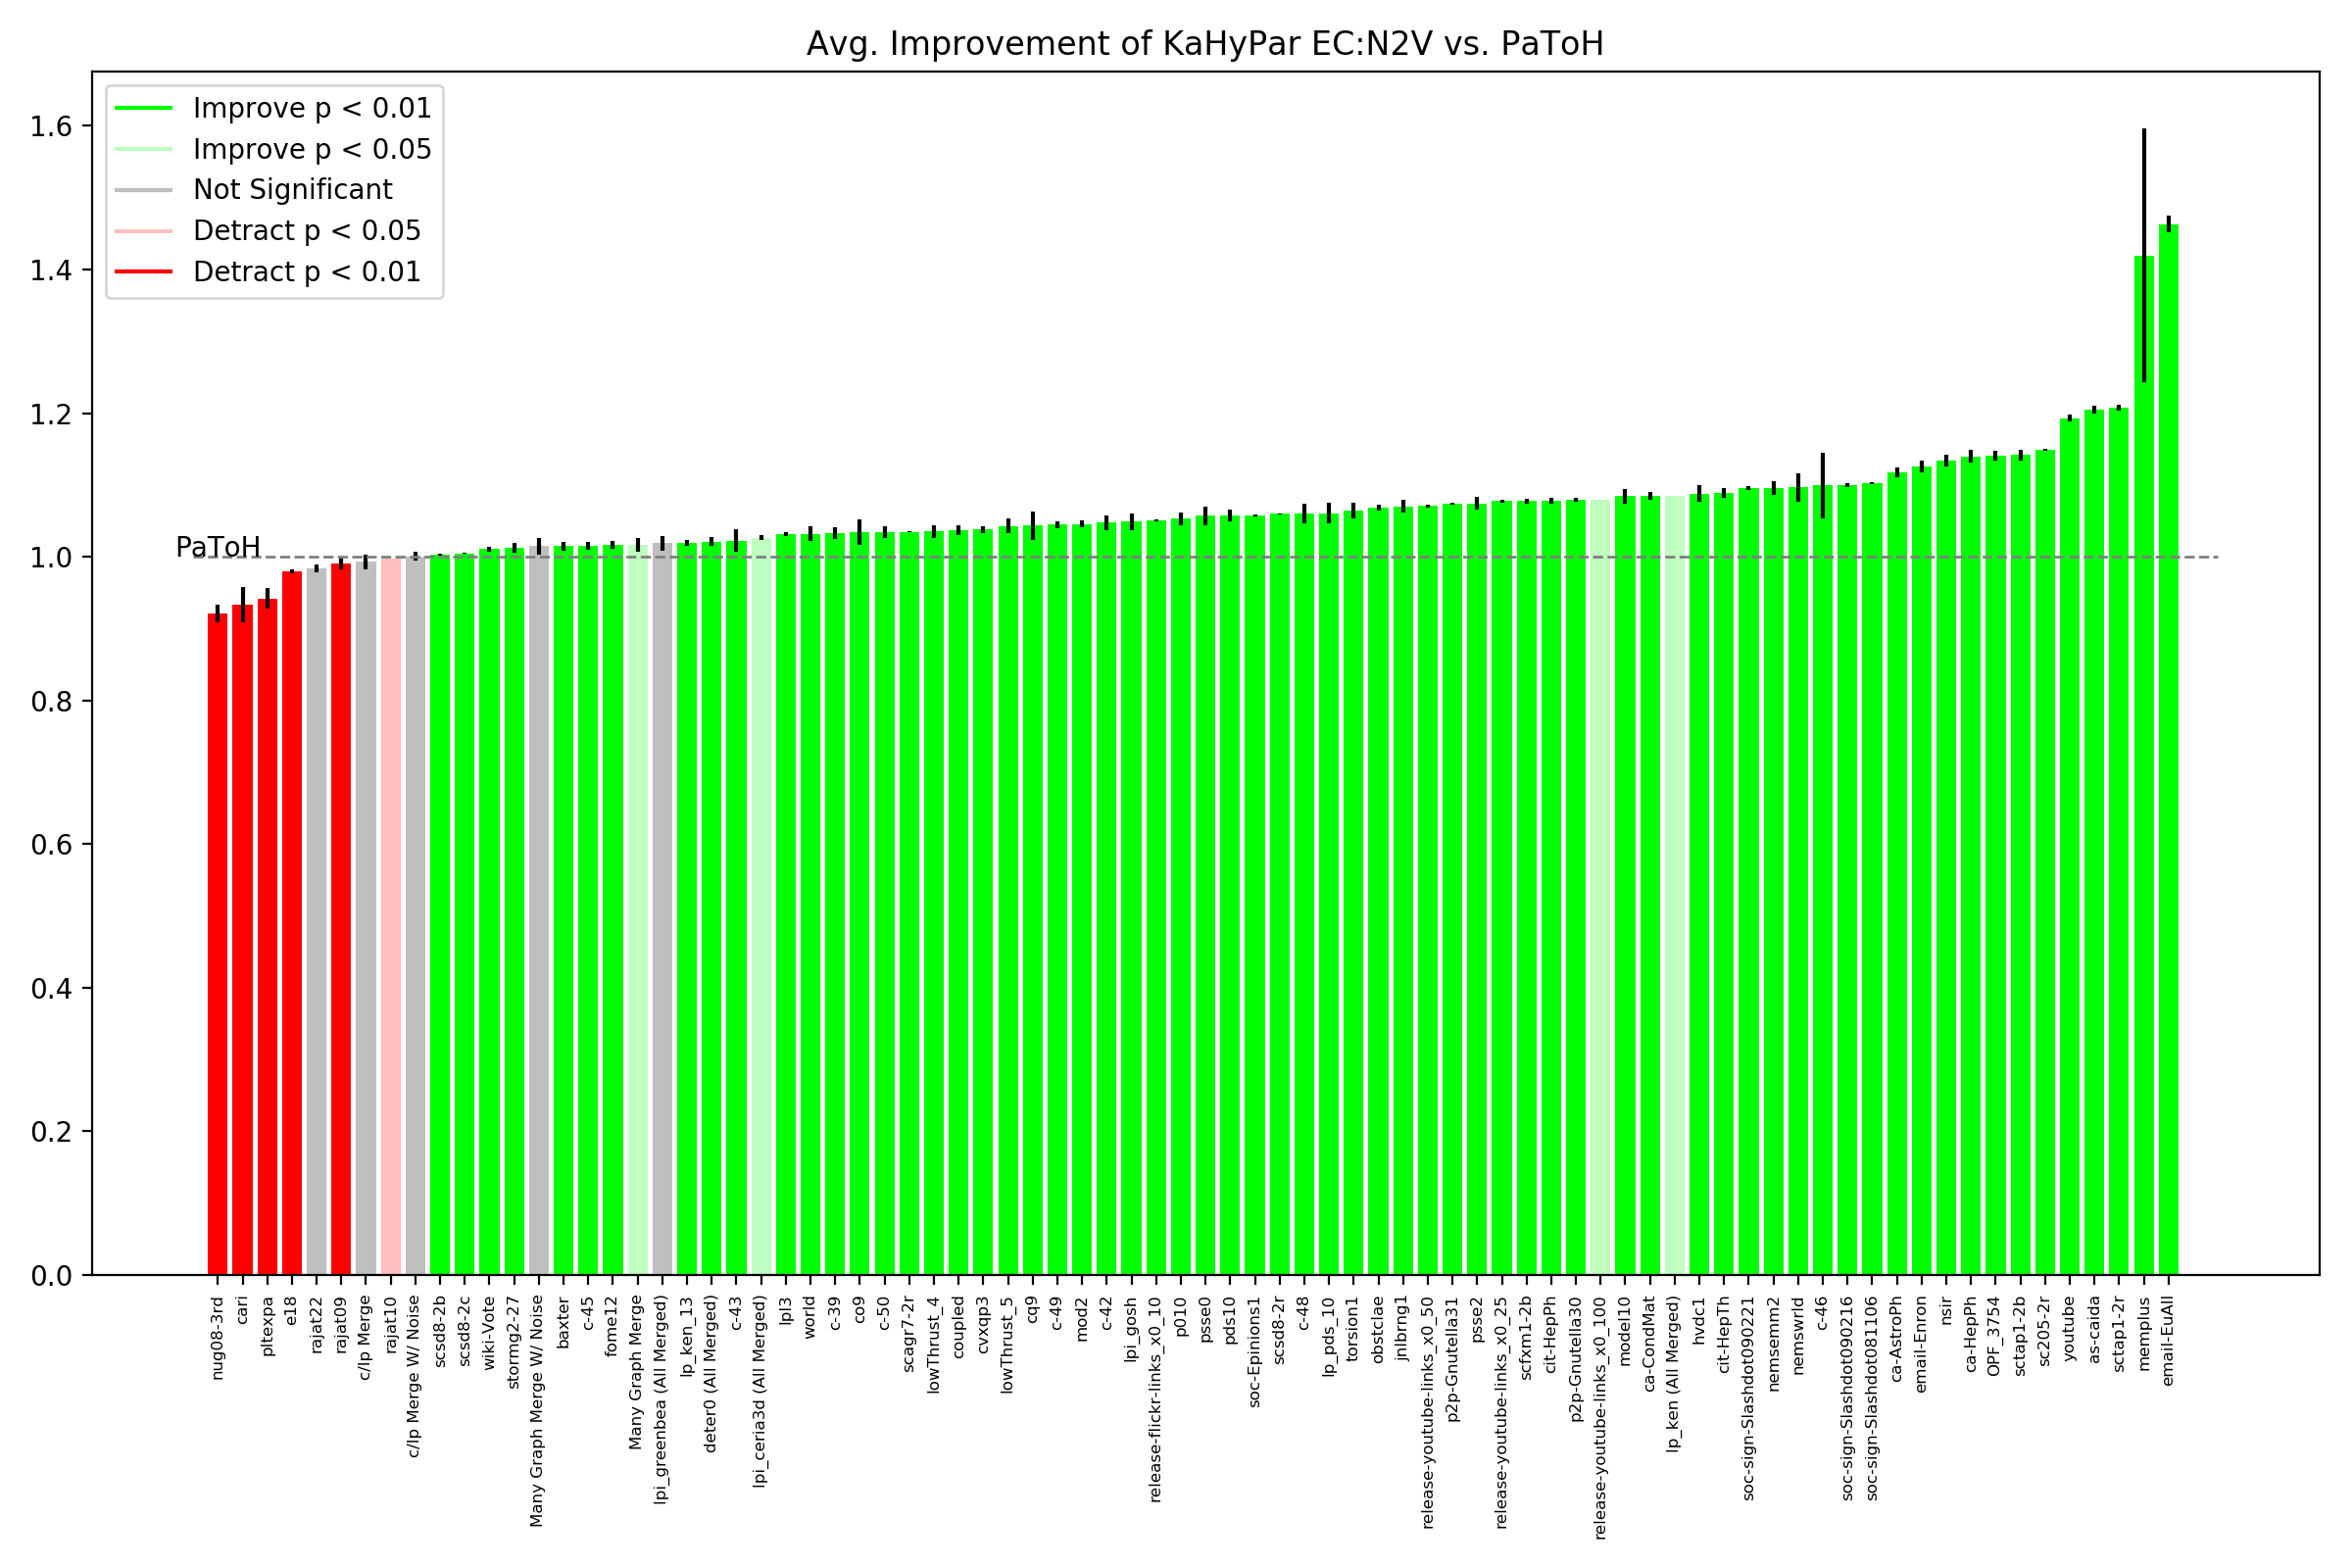 Avg. Improvement of KaHyPar EC:N2V vs. PaToH
Improve p < 0.01
Improve p < 0.05
Not Significant
Detract p < 0.05
Detract p < 0.01
1.6
1.4
1.2
1.0
0.8
0.6
0.4
0.2
0.0
PaToH
nug08-3rd
cari
pltexpa
e18
rajat22
rajat09
c/lp Merge
rajat10
c/lp Merge W/ Noise
scsd8-2b
scsd8-2c
wiki-Vote
stormg2-27
Many Graph Merge W/ Noise
baxter
c-45
fome12
Many Graph Merge
lpi_greenbea (All Merged)
lp_ken_13
deter0 (All Merged)
c-43
lpi_ceria3d (All Merged)
lpl3
world
c-39
co9
c-50
scagr7-2r
lowThrust_4
coupled
cvxqp3
lowThrust_5
cq9
c-49
mod2
c-42
lpi_gosh
release-flickr-links_x0_10
p010
psse0
pds10
soc-Epinions1
scsd8-2r
c-48
lp_pds_10
torsion1
obstclae
jnlbrng1
release-youtube-links_x0_50
p2p-Gnutella31
psse2
release-youtube-links_x0_25
scfxm1-2b
cit-HepPh
p2p-Gnutella30
release-youtube-links_x0_100
model10
ca-CondMat
lp_ken (All Merged)
hvdc1
cit-HepTh
soc-sign-Slashdot090221
nemsemm2
nemswrld
c-46
soc-sign-Slashdot090216
soc-sign-Slashdot081106
ca-AstroPh
email-Enron
nsir
ca-HepPh
OPF_3754
sctap1-2b
sc205-2r
youtube
as-caida
sctap1-2r
memplus
email-EuAll